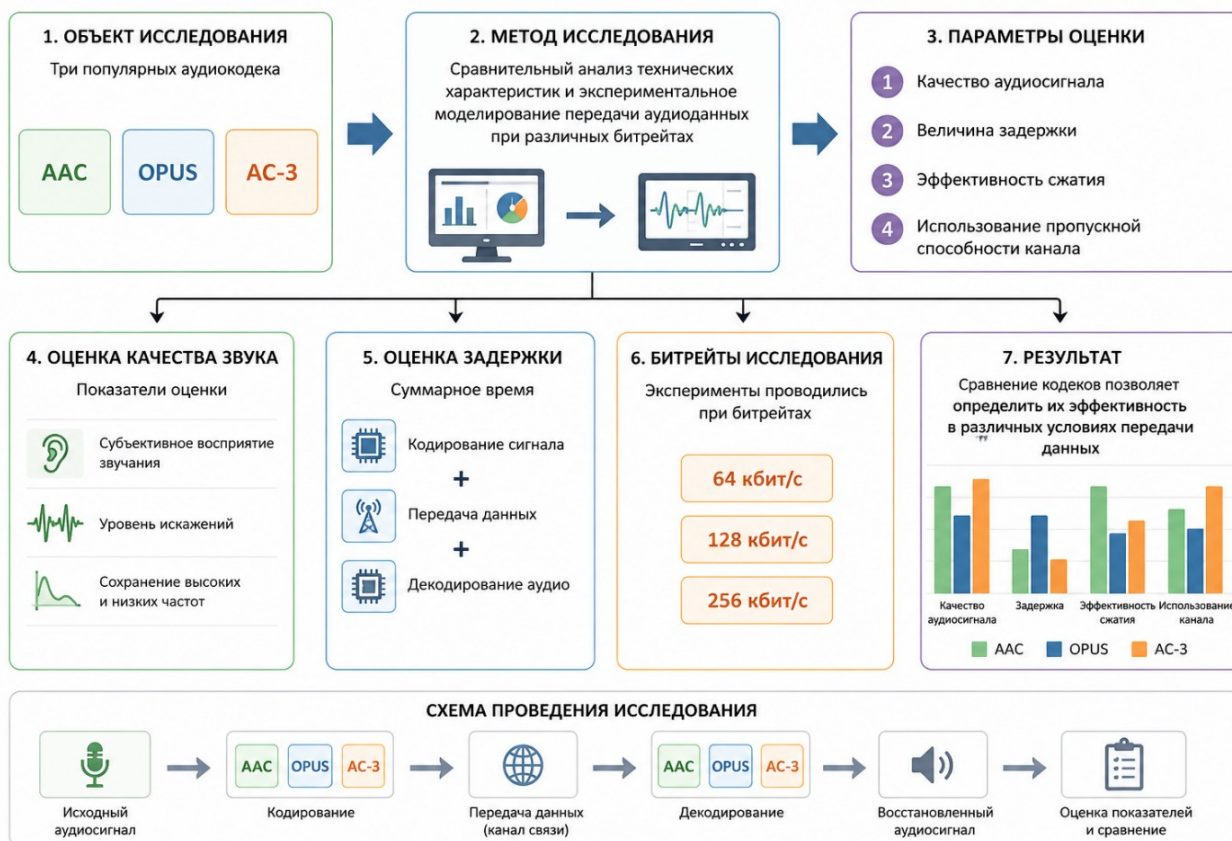 1. ОБЪЕКТ ИССЛЕДОВАНИЯ
Три популярных аудиокодека
AAC
OPUS
AC-3
2. МЕТОД ИССЛЕДОВАНИЯ
Сравнительный анализ технических
характеристик и экспериментальное
моделирование передачи аудиоданных
при различных битрейтах
3. ПАРАМЕТРЫ ОЦЕНКИ
1 Качество аудиосигнала
2 Величина задержки
3 Эффективность сжатия
4 Использование пропускной
способности канала
4. ОЦЕНКА КАЧЕСТВА ЗВУКА
Показатели оценки
Субъективное восприятие
звучания
Уровень искажений
Сохранение высоких
и низких частот
5. ОЦЕНКА ЗАДЕРЖКИ
Суммарное время
Кодирование сигнала
+
Передача данных
+
Декодирование аудио
6. БИТРЕЙТЫ ИССЛЕДОВАНИЯ
Эксперименты проводились
при битрейтах
64 кбит/с
128 кбит/с
256 кбит/с
7. РЕЗУЛЬТАТ
Сравнение кодеков позволяет
определить их эффективность
в различных условиях передачи
данных
Качество
аудиосигнала
Задержка
Эффективность
сжатия
Использование
канала
AAC OPUS AC-3
СХЕМА ПРОВЕДЕНИЯ ИССЛЕДОВАНИЯ
Исходный
аудиосигнал
AAC OPUS AC-3
Кодирование
Передача данных
(канал связи)
AAC OPUS AC-3
Декодирование
Восстановленный
аудиосигнал
Оценка показателей
и сравнение